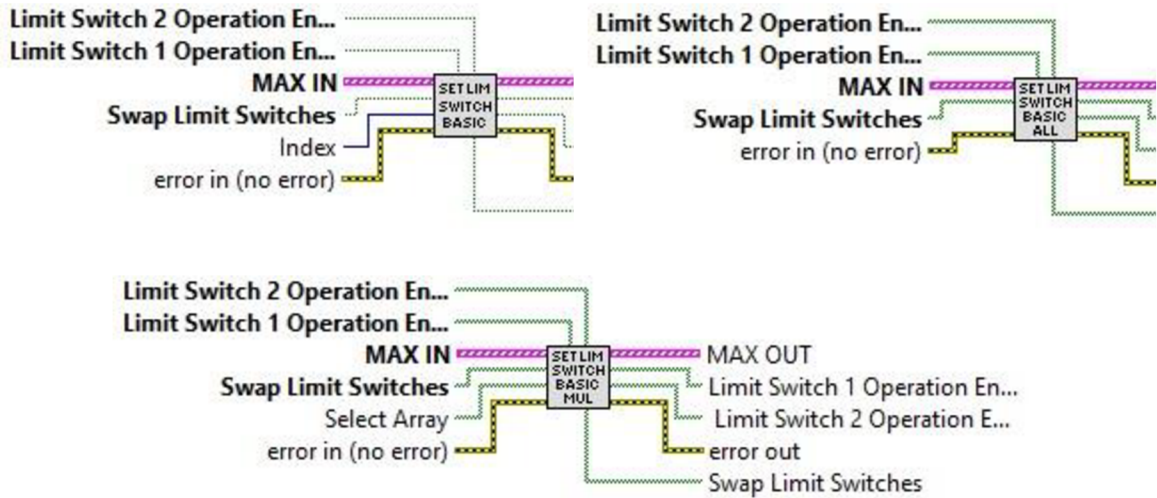 Limit Switch 2 Operation En...
Limit Switch 1 Operation En...
MAX IN
Swap Limit Switches
Index
error in (no error)
SET LIM
SWITCH
BASIC
Limit Switch 2 Operation En...
Limit Switch 1 Operation En...
MAX IN
Swap Limit Switches
error in (no error)
SET LIM
SWITCH
BASIC
ALL
Limit Switch 2 Operation En...
Limit Switch 1 Operation En...
MAX IN
Swap Limit Switches
Select Array
error in (no error)
SET LIM
SWITCH
BASIC
MUL
MAX OUT
Limit Switch 1 Operation En...
Limit Switch 2 Operation E...
error out
Swap Limit Switches